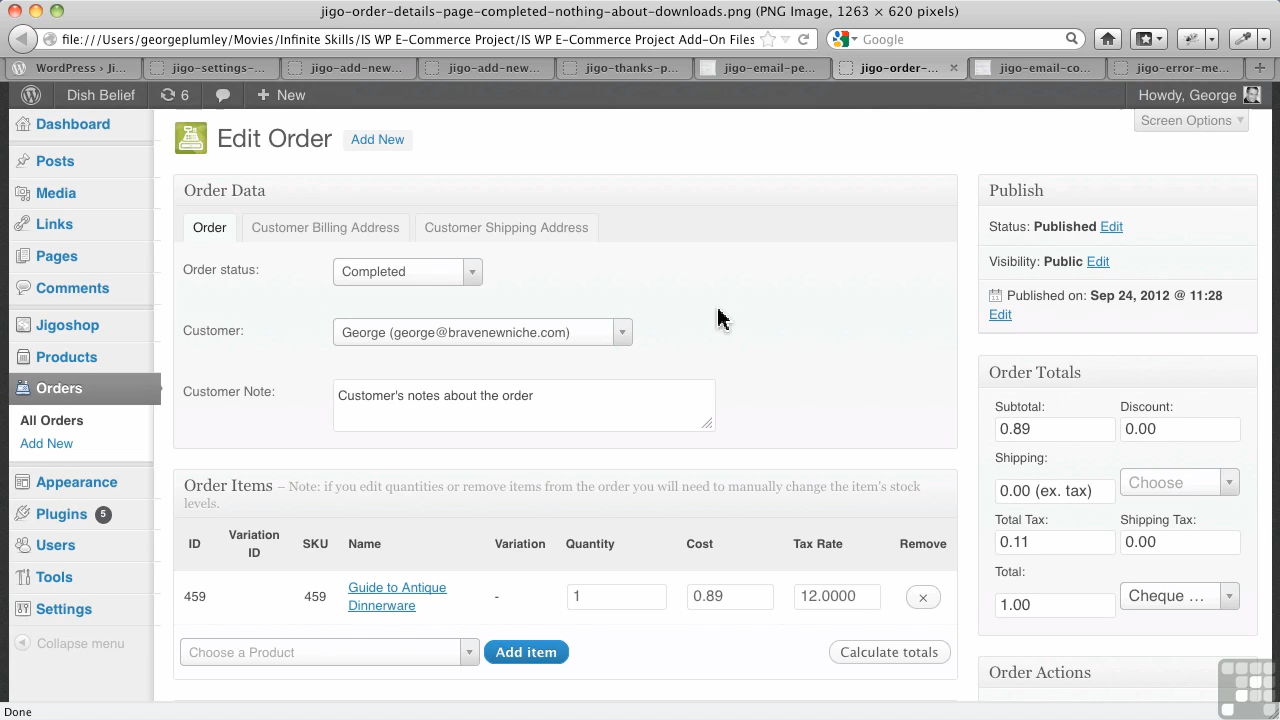 jigo-order-details-page-completed-nothing-about-downloads.png (PNG Image, 1263 × 620 pixels)
file:///Users/georgeplumley/Movies/Infinite Skills/IS WP E-Commerce Project/IS WP E-Commerce Project Add-On Files
Google
WordPress › Ji...
jigo-settings-...
jigo-add-new...
jigo-add-new...
jigo-thanks-p...
jigo-email-pe...
jigo-order-...
jigo-email-co...
jigo-error-me...
Dish Belief
6
+ New
Howdy, George
Dashboard
Posts
Media
Links
Pages
Comments
Jigoshop
Products
Orders
All Orders
Add New
Appearance
Plugins 5
Users
Tools
Settings
Collapse menu
Screen Options
Edit Order Add New
Order Data
Order Customer Billing Address Customer Shipping Address
Order status: Completed
Customer: George (george@bravenewniche.com)
Customer Note: Customer's notes about the order
Order Items – Note: if you edit quantities or remove items from the order you will need to manually change the item's stock
levels.
ID Variation ID SKU Name Variation Quantity Cost Tax Rate Remove
459 459 Guide to Antique Dinnerware - 1 0.89 12.0000 ×
Choose a Product Add item Calculate totals
Publish
Status: Published Edit
Visibility: Public Edit
Published on: Sep 24, 2012 @ 11:28
Edit
Order Totals
Subtotal: Discount:
0.89 0.00
Shipping:
0.00 (ex. tax) Choose
Total Tax: Shipping Tax:
0.11 0.00
Total:
1.00 Cheque ...
Order Actions
Done